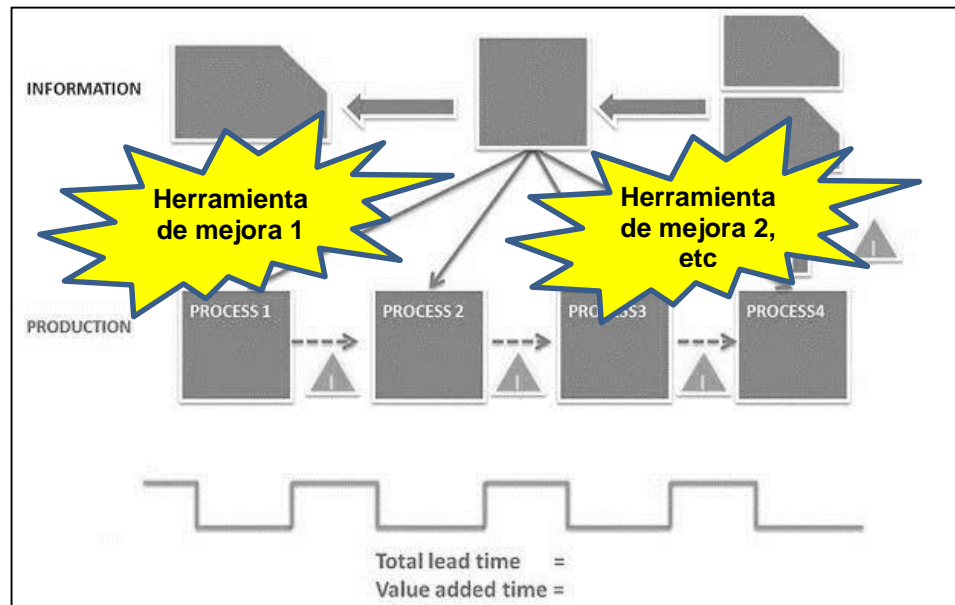 INFORMATION
Herramienta
de mejora 1
Herramienta
de mejora 2,
etc
PRODUCTION
PROCESS 1
PROCESS 2
PROCESS3
PROCESS4
I
I
I
I
Total lead time =
Value added time =